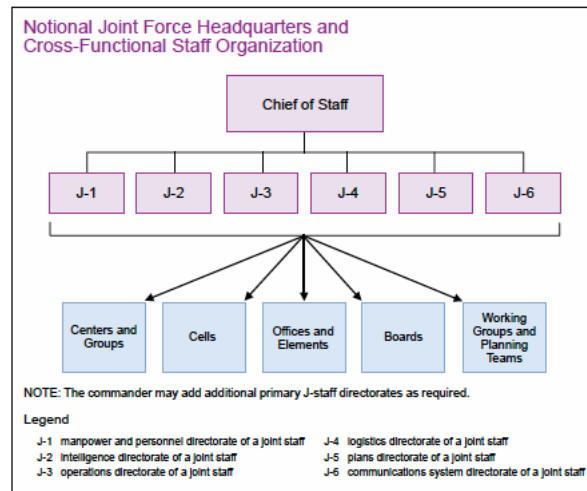 Notional Joint Force Headquarters and
Cross-Functional Staff Organization
Chief of Staff
J-1
J-2
J-3
J-4
J-5
J-6
Centers and
Groups
Cells
Offices and
Elements
Boards
Working
Groups and
Planning
Teams
NOTE: The commander may add additional primary J-staff directorates as required.
Legend
J-1 manpower and personnel directorate of a joint staff
J-2 intelligence directorate of a joint staff
J-3 operations directorate of a joint staff
J-4 logistics directorate of a joint staff
J-5 plans directorate of a joint staff
J-6 communications system directorate of a joint staff